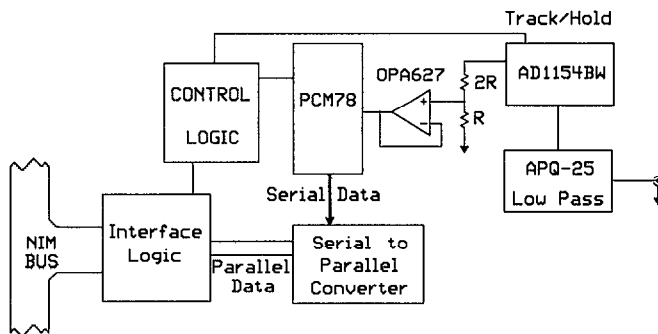 Track/Hold
OPA627
AD1154BW
2R
CONTROL
LOGIC
PCM78
+
R
-
APQ-25
Low Pass
Serial Data
NIM
BUS
Interface
Logic
Serial to
Parallel
Converter
Parallel
Data